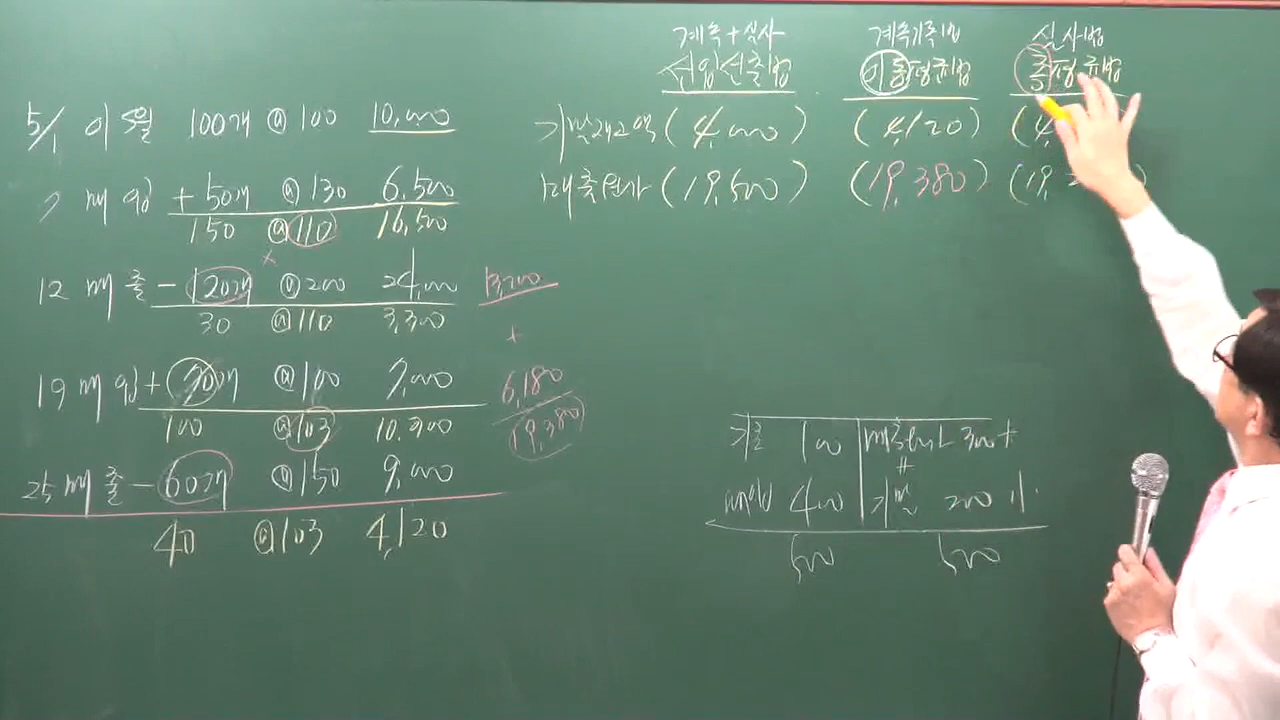 계속+실사 계속기록법 실사법
선입선출법 이동평균법 총평균법
5/1 이월 100개 @100 10,000
기말재고액 (4,000) (4,120) (4,
7 매입 +50개 @130 6,500
매출원가 (19,500) (19,380) (19,
150 @110 16,500
12 매출 -120개 @200 24,000 13,200
30 @110 3,300
+
19 매입 +70개 @100 7,000 6,180
100 @103 10,300 19,380
기초 100 300
25 매출 -60개 @150 9,000
매입 400 기말 200
40 @103 4,120
500 500